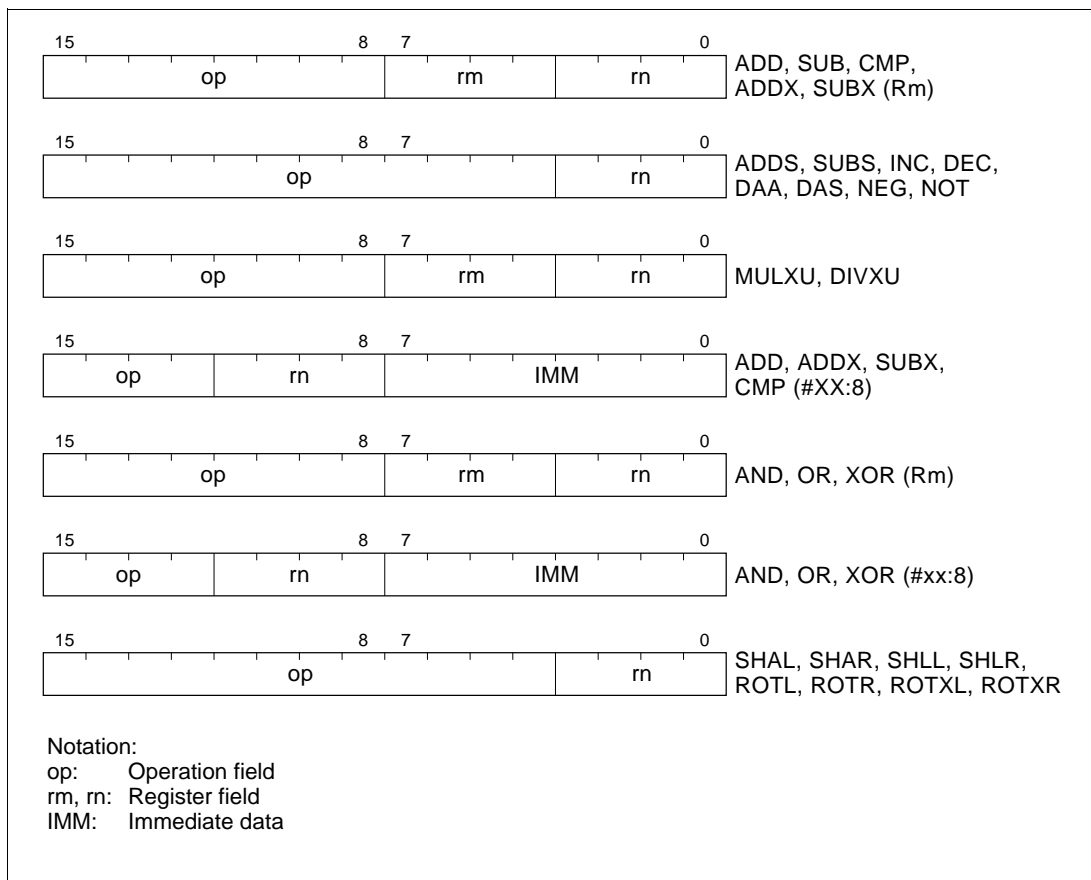 15 8 7 0
op rm rn
ADD, SUB, CMP,
ADDX, SUBX (Rm)
15 8 7 0
op rn
ADDS, SUBS, INC, DEC,
DAA, DAS, NEG, NOT
15 8 7 0
op rm rn
MULXU, DIVXU
15 8 7 0
op rn IMM
ADD, ADDX, SUBX,
CMP (#XX:8)
15 8 7 0
op rm rn
AND, OR, XOR (Rm)
15 8 7 0
op rn IMM
AND, OR, XOR (#xx:8)
15 8 7 0
op rn
SHAL, SHAR, SHLL, SHLR,
ROTL, ROTR, ROTXL, ROTXR
Notation:
op: Operation field
rm, rn: Register field
IMM: Immediate data